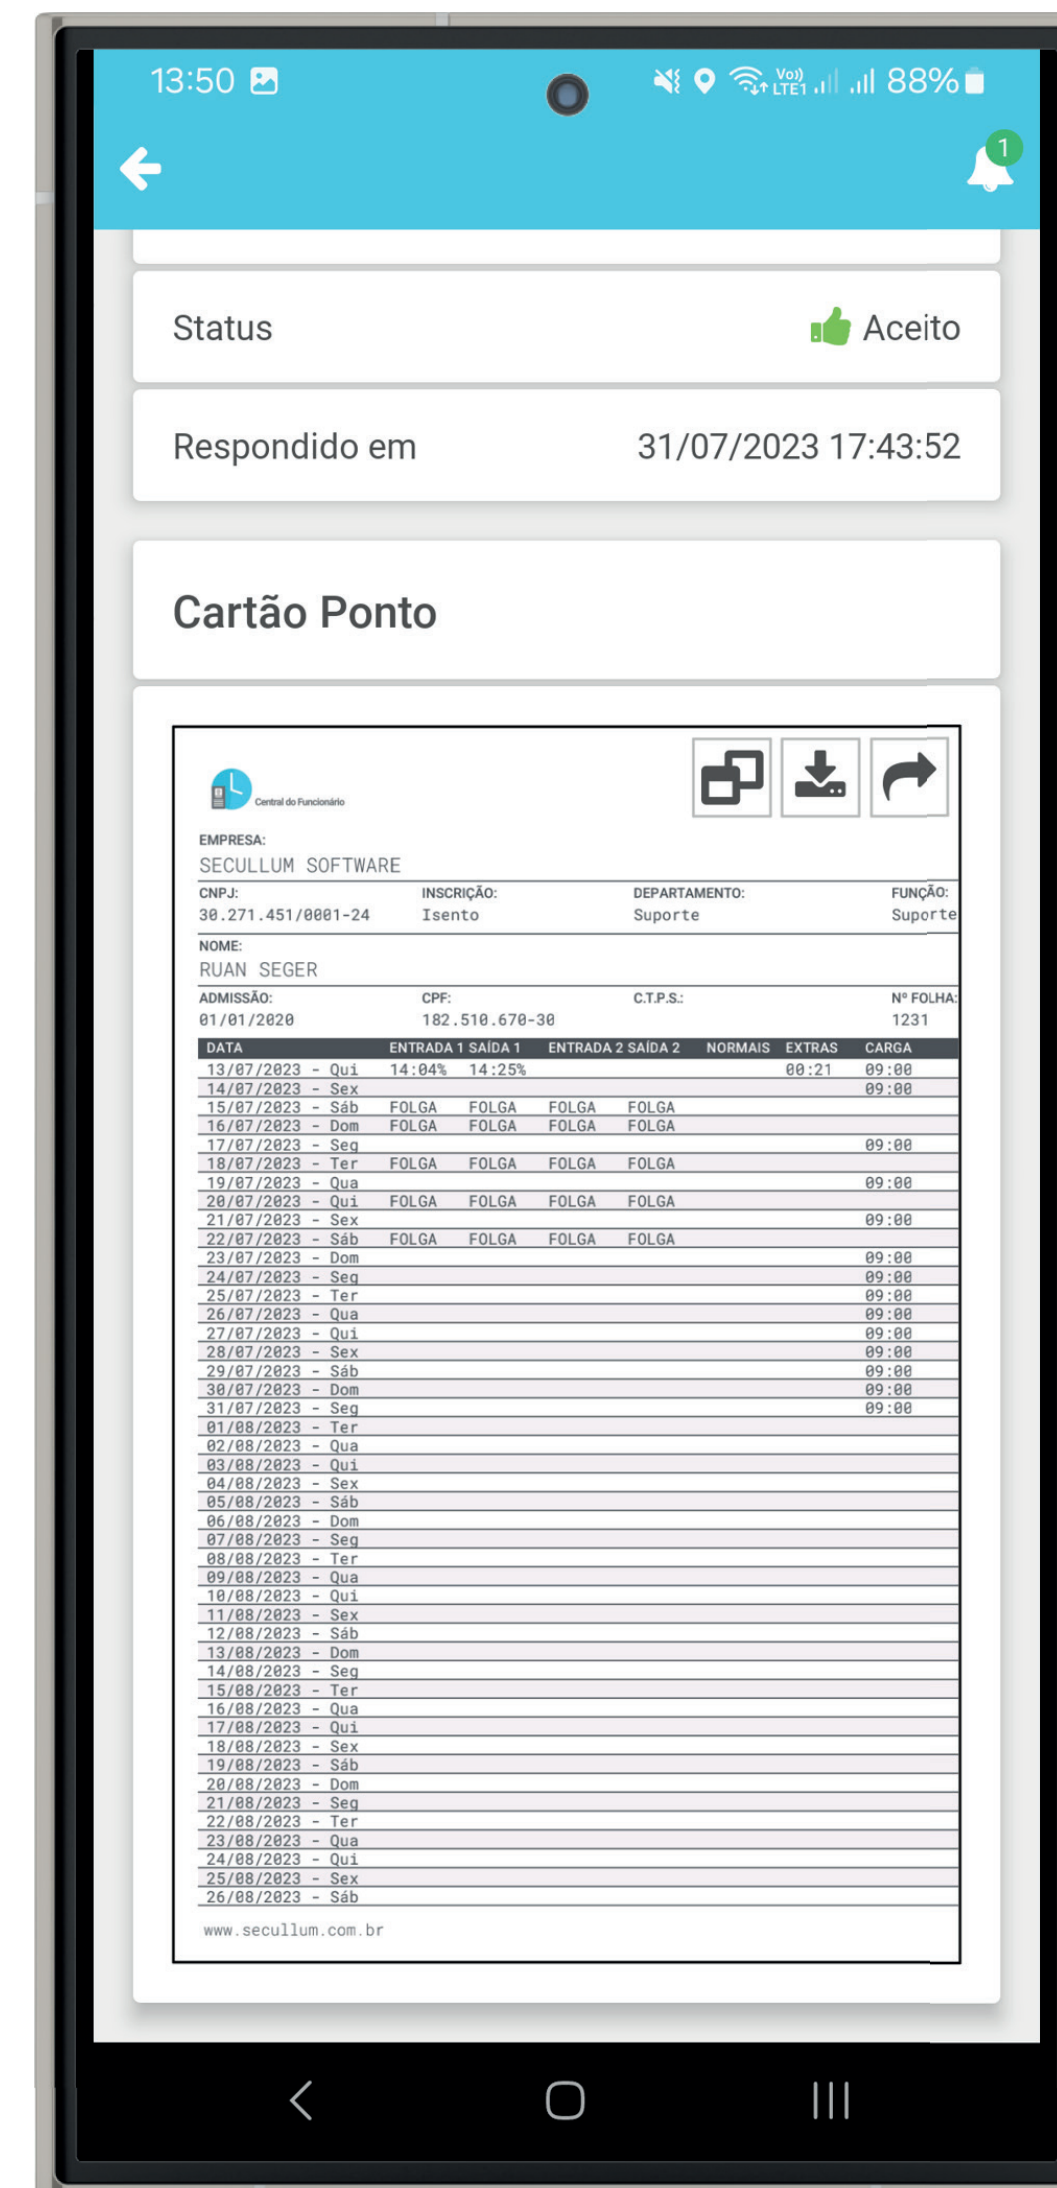 13:50 Vo)) LTE1 88%
1
Status Aceito
Respondido em 31/07/2023 17:43:52
Cartão Ponto
Central do Funcionário
EMPRESA:
SECULLUM SOFTWARE
CNPJ: INSCRIÇÃO: DEPARTAMENTO: FUNÇÃO:
30.271.451/0001-24 Isento Suporte Suporte
NOME:
RUAN SEGER
ADMISSÃO: CPF: C.T.P.S.: Nº FOLHA:
01/01/2020 182.510.670-30 1231
DATA ENTRADA 1 SAÍDA 1 ENTRADA 2 SAÍDA 2 NORMAIS EXTRAS CARGA
13/07/2023 - Qui 14:04% 14:25% 00:21 09:00
14/07/2023 - Sex 09:00
15/07/2023 - Sáb FOLGA FOLGA FOLGA FOLGA
16/07/2023 - Dom FOLGA FOLGA FOLGA FOLGA
17/07/2023 - Seg 09:00
18/07/2023 - Ter FOLGA FOLGA FOLGA FOLGA
19/07/2023 - Qua 09:00
20/07/2023 - Qui FOLGA FOLGA FOLGA FOLGA
21/07/2023 - Sex 09:00
22/07/2023 - Sáb FOLGA FOLGA FOLGA FOLGA
23/07/2023 - Dom 09:00
24/07/2023 - Seg 09:00
25/07/2023 - Ter 09:00
26/07/2023 - Qua 09:00
27/07/2023 - Qui 09:00
28/07/2023 - Sex 09:00
29/07/2023 - Sáb 09:00
30/07/2023 - Dom 09:00
31/07/2023 - Seg 09:00
01/08/2023 - Ter
02/08/2023 - Qua
03/08/2023 - Qui
04/08/2023 - Sex
05/08/2023 - Sáb
06/08/2023 - Dom
07/08/2023 - Seg
08/08/2023 - Ter
09/08/2023 - Qua
10/08/2023 - Qui
11/08/2023 - Sex
12/08/2023 - Sáb
13/08/2023 - Dom
14/08/2023 - Seg
15/08/2023 - Ter
16/08/2023 - Qua
17/08/2023 - Qui
18/08/2023 - Sex
19/08/2023 - Sáb
20/08/2023 - Dom
21/08/2023 - Seg
22/08/2023 - Ter
23/08/2023 - Qua
24/08/2023 - Qui
25/08/2023 - Sex
26/08/2023 - Sáb
www.secullum.com.br